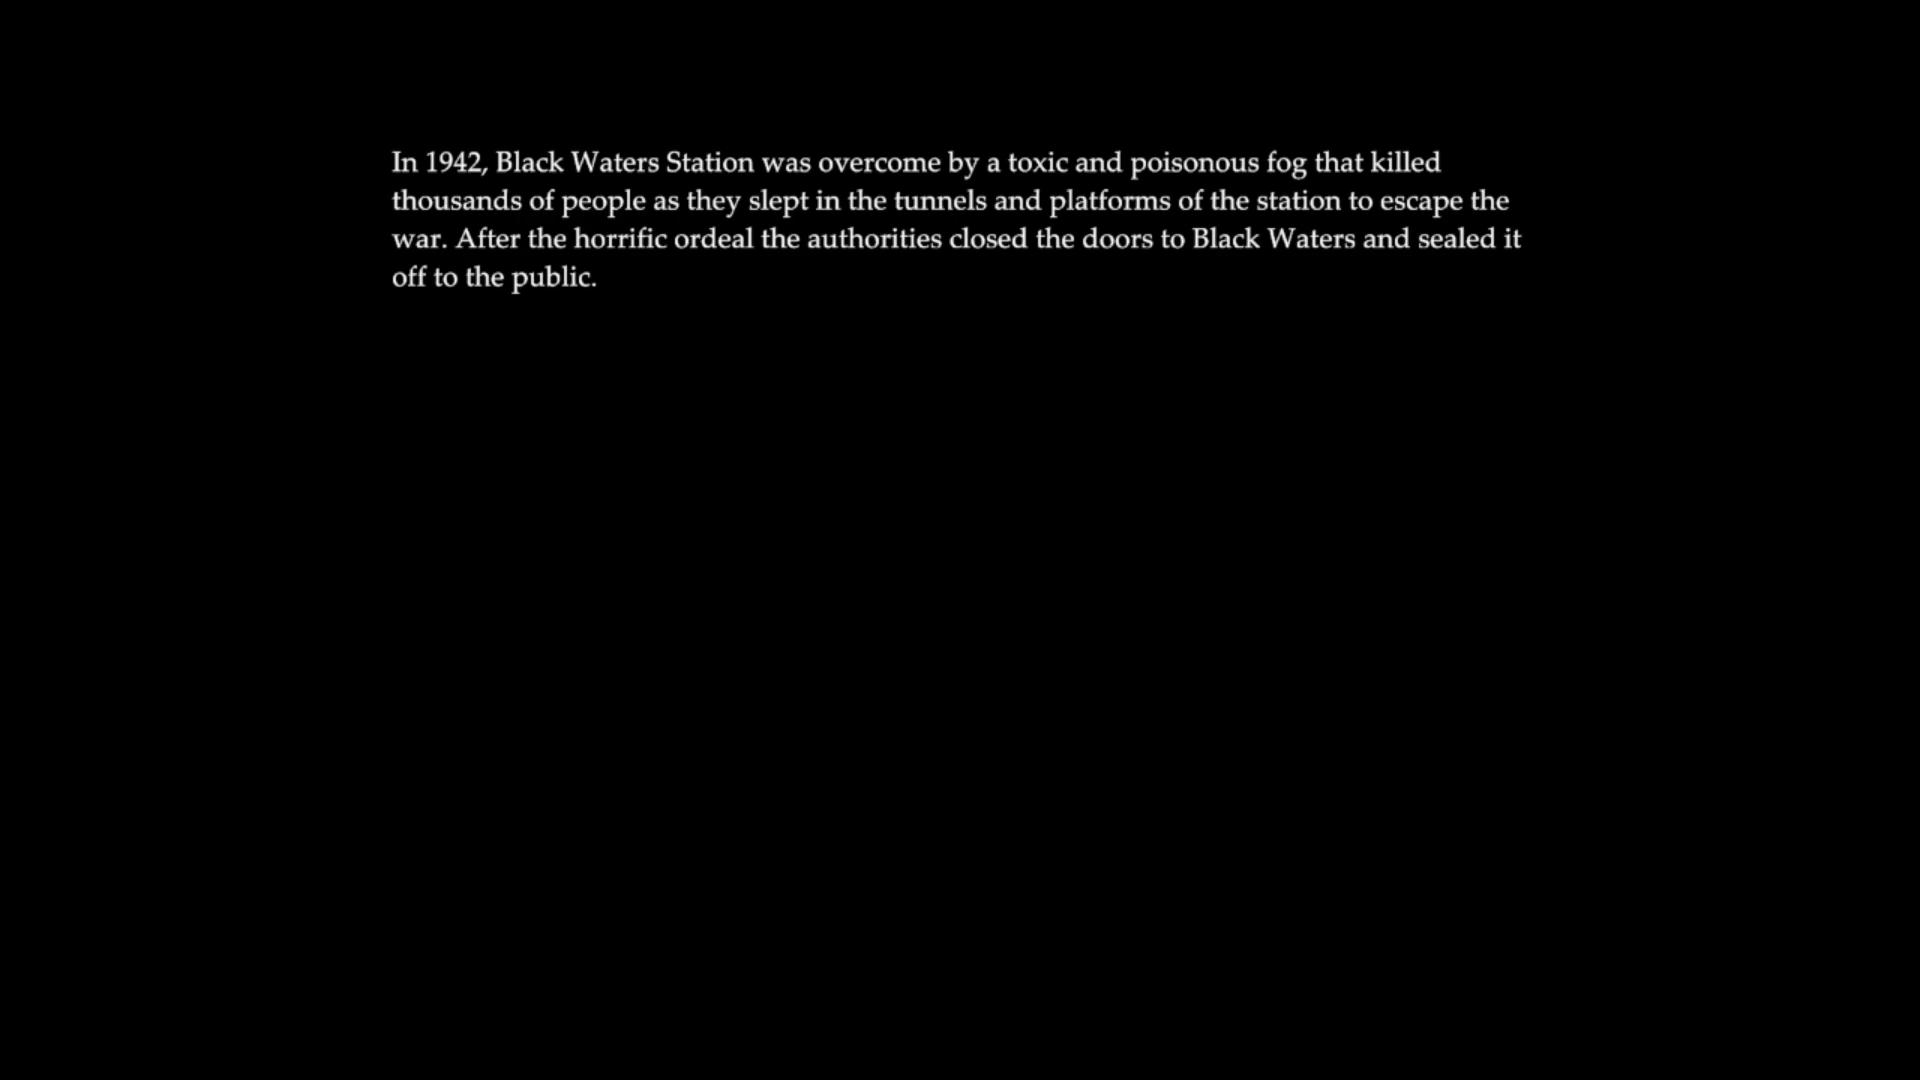 In 1942, Black Waters Station was overcome by a toxic and poisonous fog that killed
thousands of people as they slept in the tunnels and platforms of the station to escape the
war. After the horrific ordeal the authorities closed the doors to Black Waters and sealed it
off to the public.